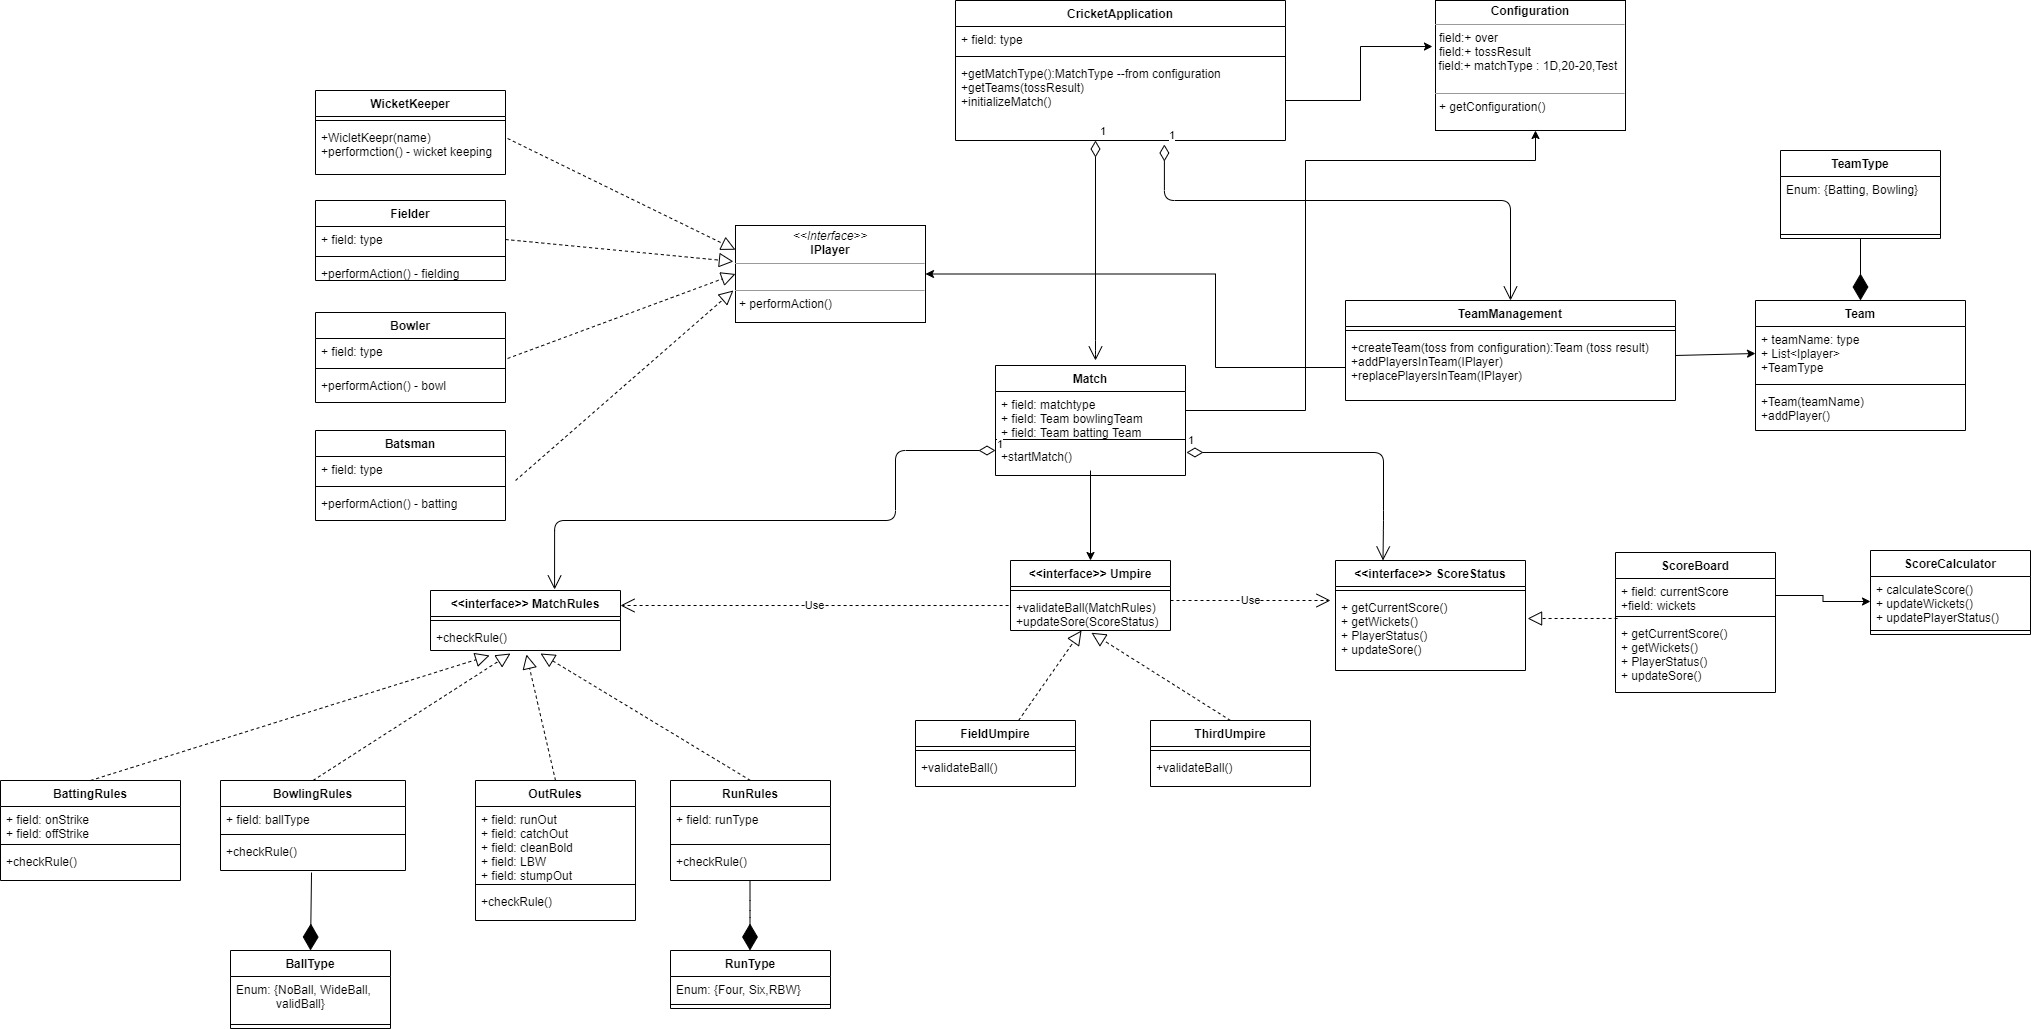 CricketApplication
+ field: type
+getMatchType():MatchType --from configuration
+getTeams(tossResult)
+initializeMatch()
1
1
Configuration
field:+ over
field:+ tossResult
field:+ matchType : 1D,20-20,Test
+ getConfiguration()
WicketKeeper
+WicletKeepr(name)
+performction() - wicket keeping
Fielder
+ field: type
+performAction() - fielding
Bowler
+ field: type
+performAction() - bowl
Batsman
+ field: type
+performAction() - batting
<<Interface>>
IPlayer
+ performAction()
TeamType
Enum: {Batting, Bowling}
TeamManagement
+createTeam(toss from configuration):Team (toss result)
+addPlayersInTeam(IPlayer)
+replacePlayersInTeam(IPlayer)
Team
+ teamName: type
+ List<Iplayer>
+TeamType
+Team(teamName)
+addPlayer()
Match
+ field: matchtype
+ field: Team bowlingTeam
+ field: Team batting Team
+startMatch()
1
1
<<interface>> MatchRules
+checkRule()
Use
<<interface>> Umpire
+validateBall(MatchRules)
+updateSore(ScoreStatus)
Use
<<interface>> ScoreStatus
+ getCurrentScore()
+ getWickets()
+ PlayerStatus()
+ updateSore()
ScoreBoard
+ field: currentScore
+field: wickets
+ getCurrentScore()
+ getWickets()
+ PlayerStatus()
+ updateSore()
ScoreCalculator
+ calculateScore()
+ updateWickets()
+ updatePlayerStatus()
FieldUmpire
+validateBall()
ThirdUmpire
+validateBall()
BattingRules
+ field: onStrike
+ field: offStrike
+checkRule()
BowlingRules
+ field: ballType
+checkRule()
OutRules
+ field: runOut
+ field: catchOut
+ field: cleanBold
+ field: LBW
+ field: stumpOut
+checkRule()
RunRules
+ field: runType
+checkRule()
BallType
Enum: {NoBall, WideBall,
validBall}
RunType
Enum: {Four, Six,RBW}